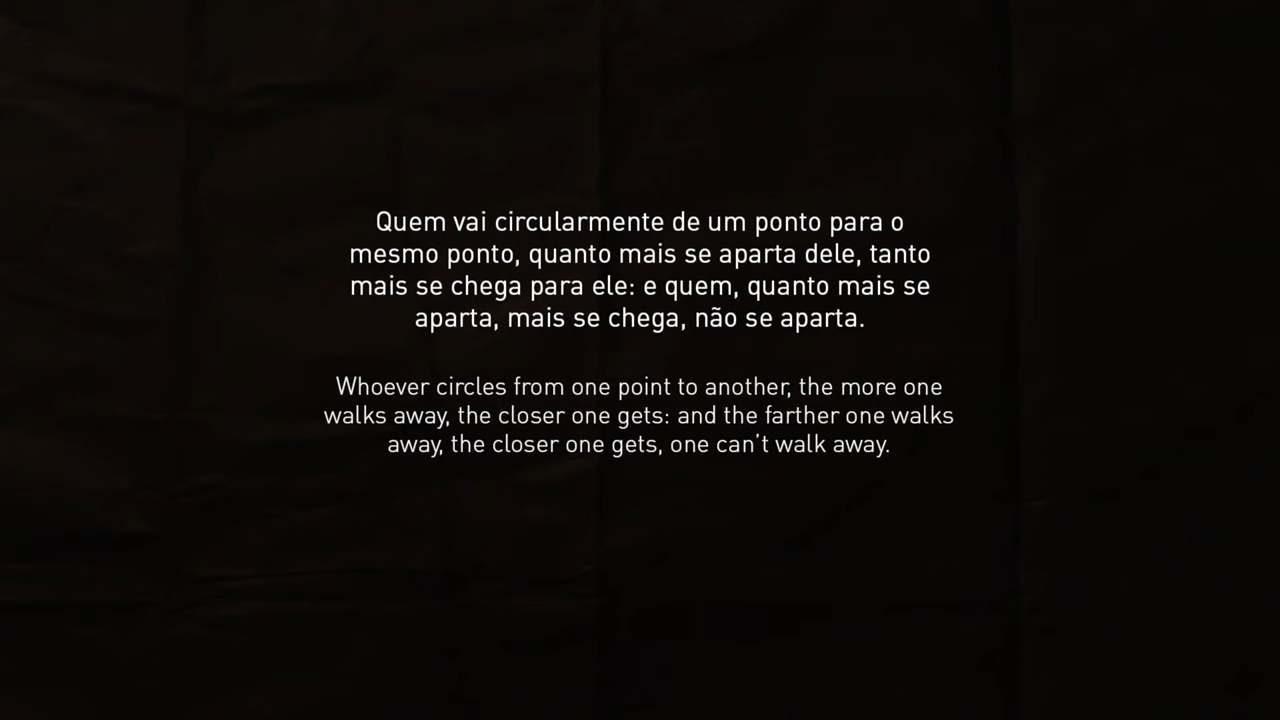 Quem vai circularmente de um ponto para o
mesmo ponto, quanto mais se aparta dele, tanto
mais se chega para ele: e quem, quanto mais se
aparta, mais se chega, não se aparta.
Whoever circles from one point to another, the more one
walks away, the closer one gets: and the farther one walks
away, the closer one gets, one can't walk away.